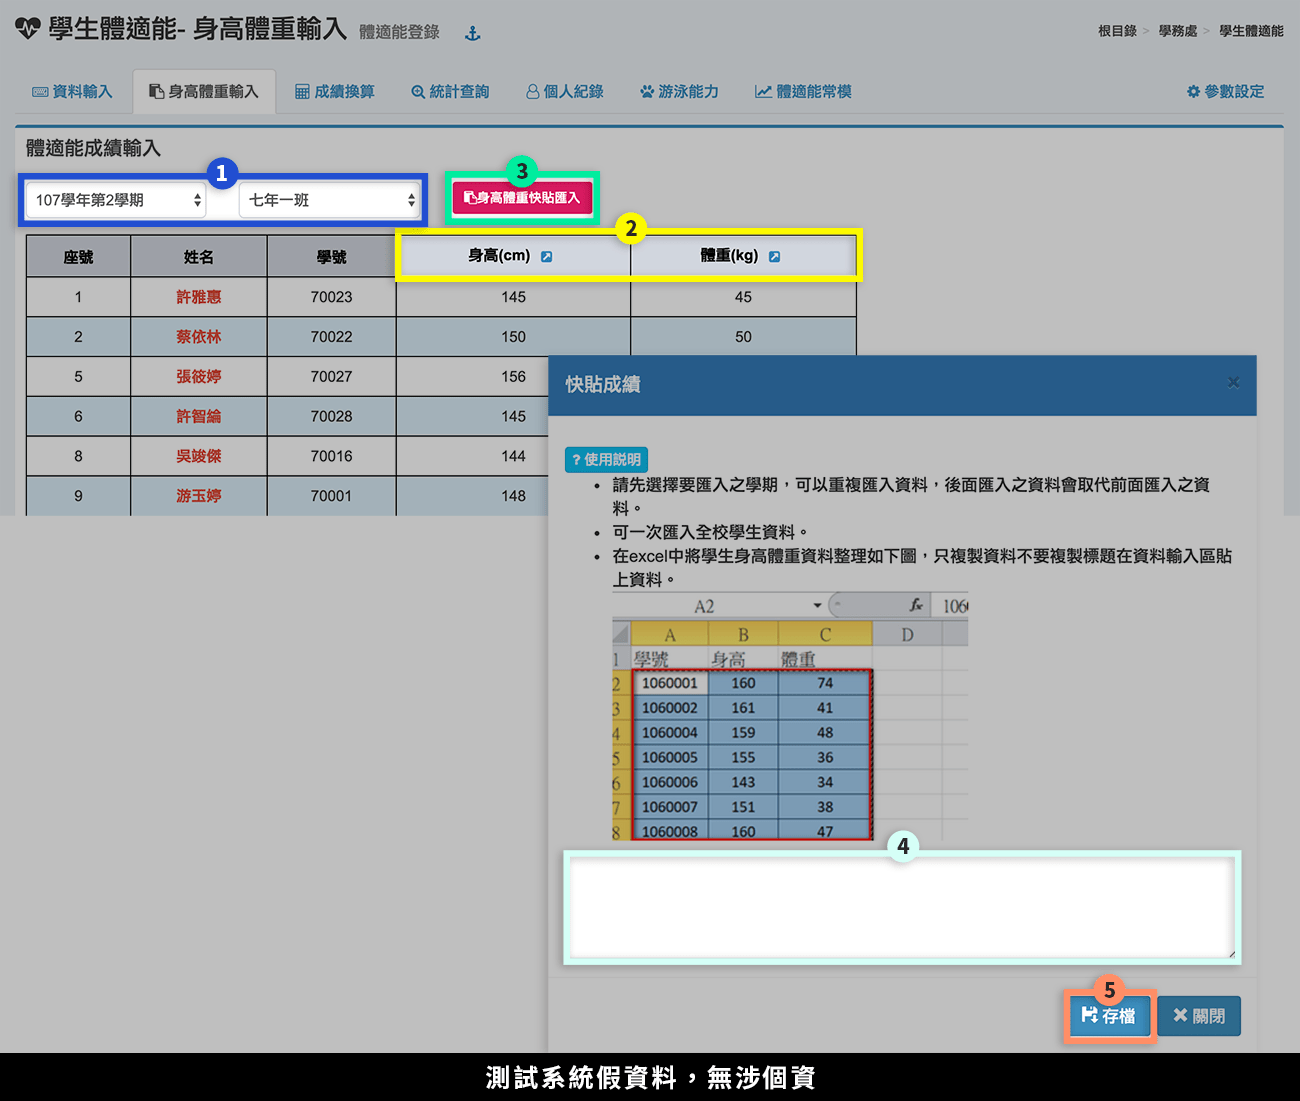 學生體適能- 身高體重輸入 體適能登錄
根目錄 > 學務處 > 學生體適能
資料輸入 身高體重輸入 成績換算 統計查詢 個人紀錄 游泳能力 體適能常模 參數設定
體適能成績輸入
1
3
107學年第2學期 七年一班 身高體重快貼匯入
2
座號 姓名 學號 身高(cm) 體重(kg)
1 許雅惠 70023 145 45
2 蔡依林 70022 150 50
5 張筱婷 70027 156
6 許智綸 70028 145
8 吳竣傑 70016 144
9 游玉婷 70001 148
快貼成績 ×
? 使用説明
• 請先選擇要匯入之學期，可以重複匯入資料，後面匯入之資料會取代前面匯入之資
料。
• 可一次匯入全校學生資料。
• 在excel中將學生身高體重資料整理如下圖，只複製資料不要複製標題在資料輸入區貼
上資料。
A2 fx 106
A B C D
1 學號 身高 體重
2 1060001 160 74
3 1060002 161 41
4 1060004 159 48
5 1060005 155 36
6 1060006 143 34
7 1060007 151 38
8 1060008 160 47
4
5
存檔 關閉
測試系統假資料，無涉個資